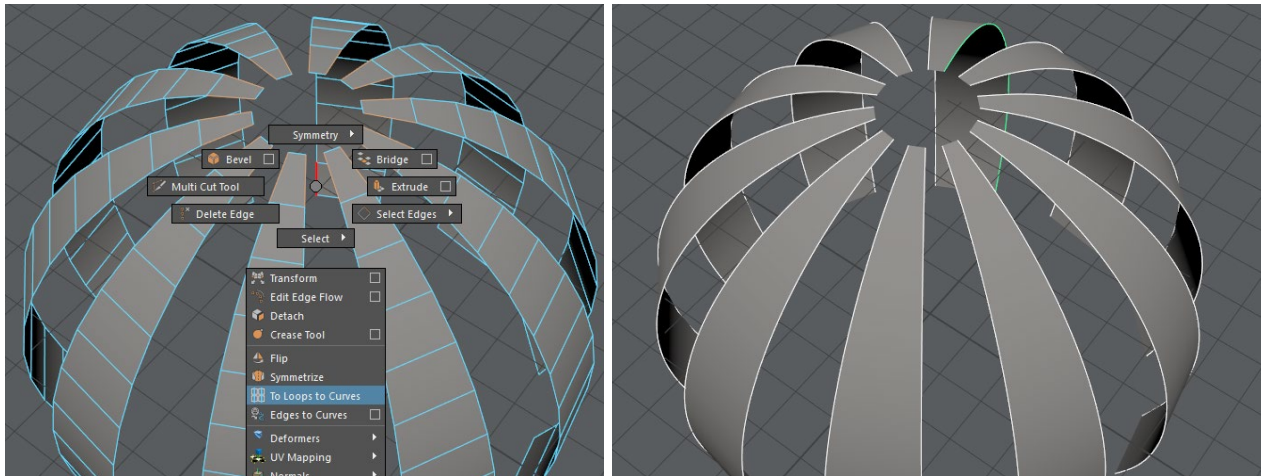 Symmetry
Bevel
Bridge
Multi Cut Tool
Extrude
Delete Edge
Select Edges
Select
Transform
Edit Edge Flow
Detach
Crease Tool
Flip
Symmetrize
To Loops to Curves
Edges to Curves
Deformers
UV Mapping
Normals